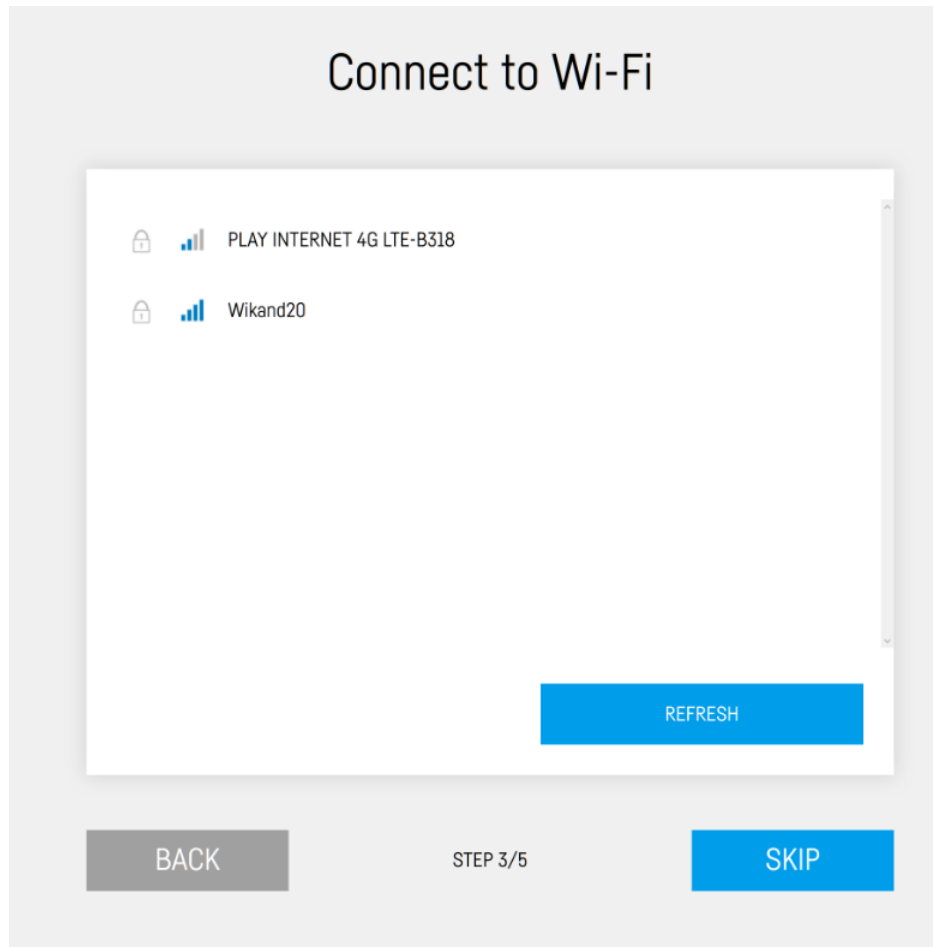 Connect to Wi-Fi
PLAY INTERNET 4G LTE-B318
Wikand20
REFRESH
BACK
STEP 3/5
SKIP